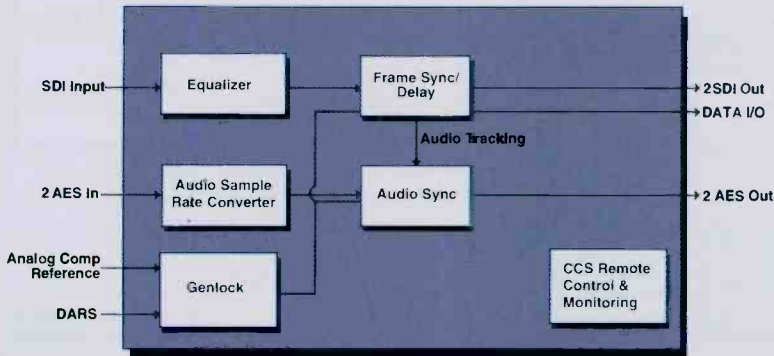 SDI Input
Equalizer
Frame Sync/
Delay
2SDI Out
DATA I/O
Audio Tracking
2 AES In
Audio Sample
Rate Converter
Audio Sync
2 AES Out
Analog Comp
Reference
Genlock
DARS
CCS Remote
Control &
Monitoring